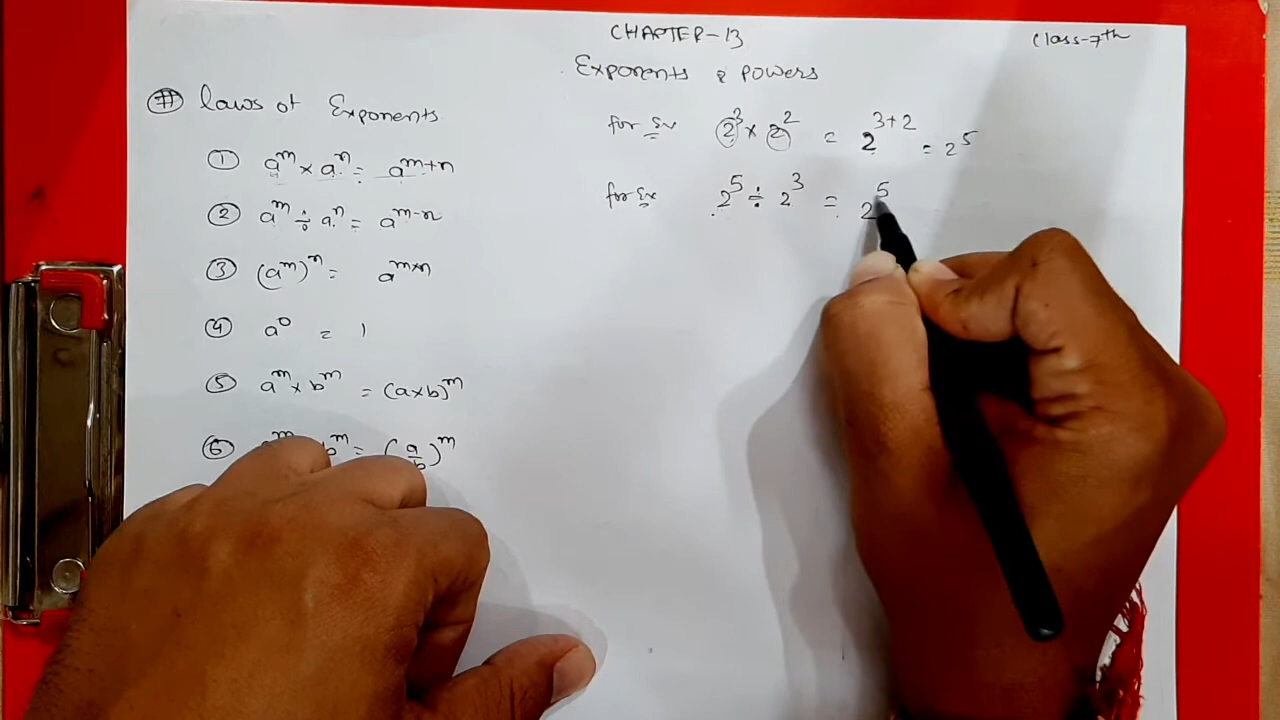 CHAPTER-13
Class-7th
Exponents & Powers
# Laws of Exponents
① a^m × a^n = a^m+n
② a^m ÷ a^n = a^m-n
③ (a^m)^n = a^m×n
④ a^0 = 1
⑤ a^m × b^m = (a×b)^m
⑥ b^m = (a/b)^m
for Ex 2^3 × 2^2 = 2^3+2 = 2^5
for Ex 2^5 ÷ 2^3 = 2^5